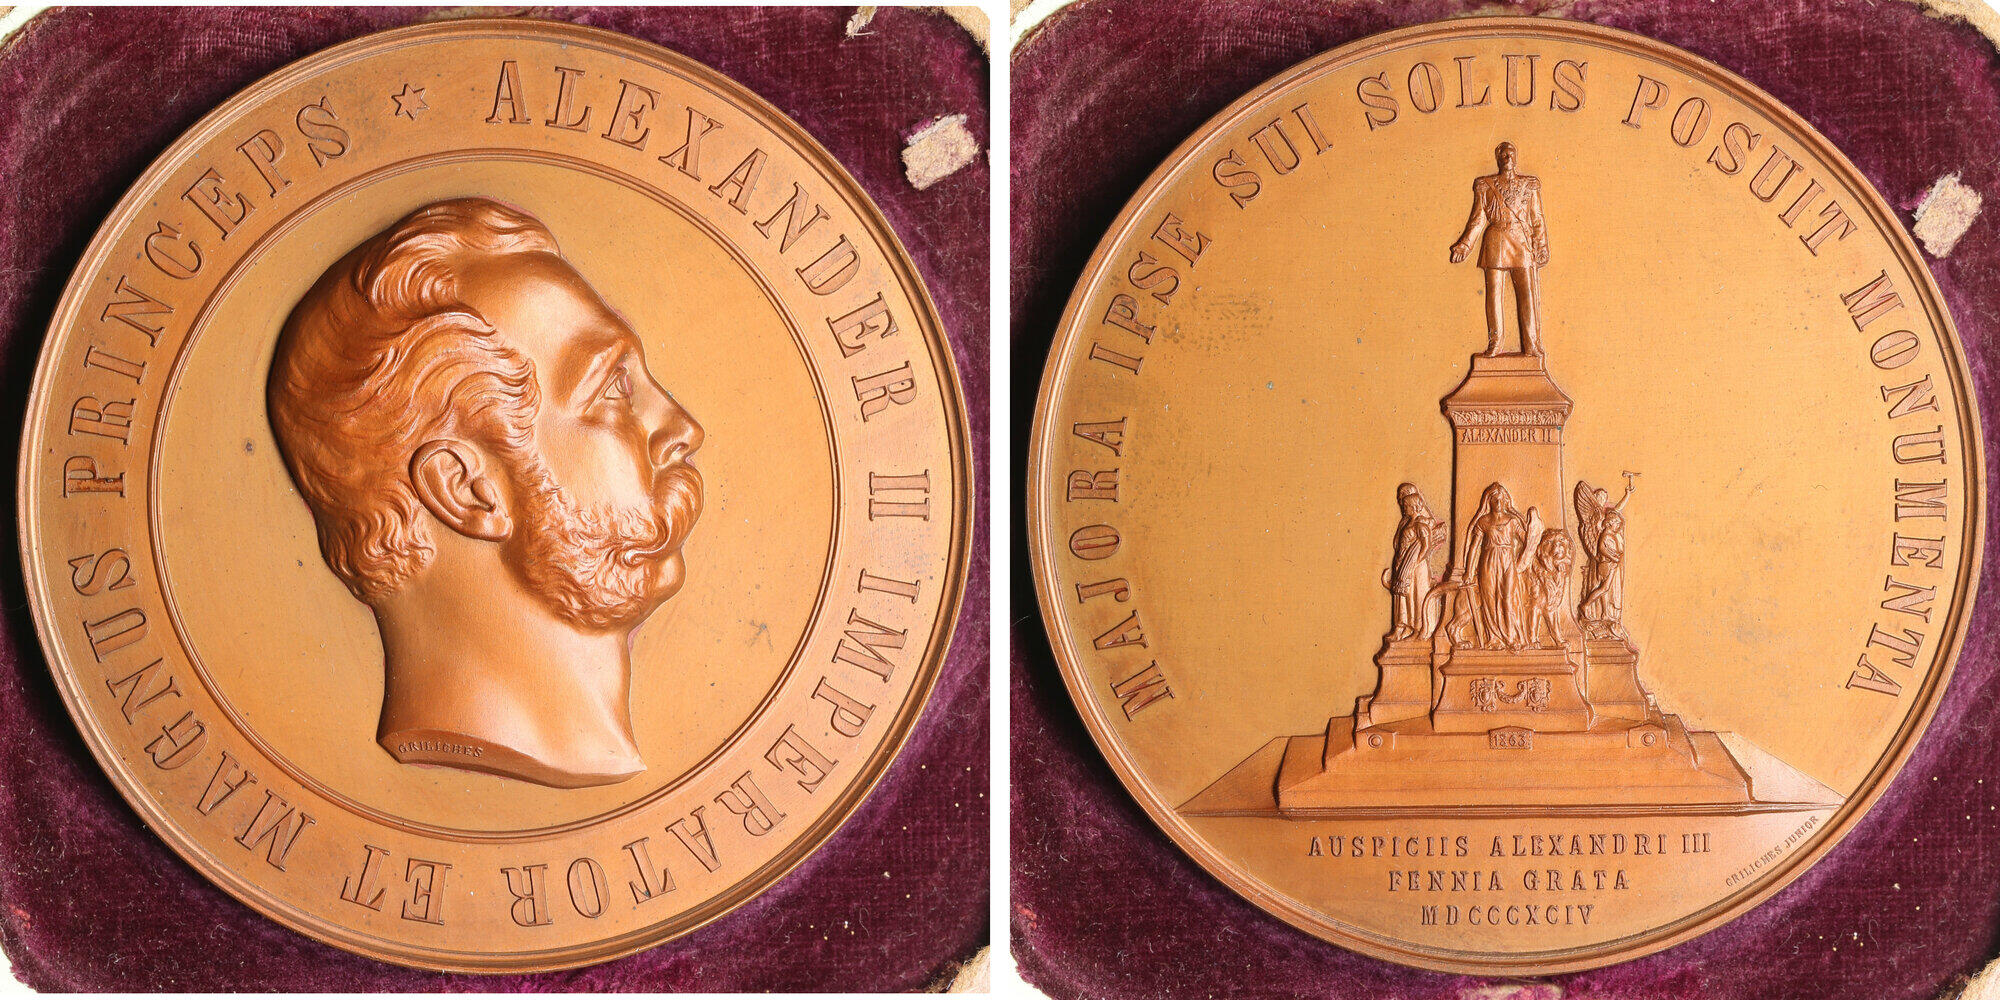 ALEXANDER II IMPERATOR ET MAGNUS PRINCEPS
GRILICHES
MAJORA IPSE SUI SOLUS POSUIT MONUMENTA
ALEXANDER II
1863
AUSPICIIS ALEXANDRI III
FENNIA GRATA
MDCCCXCIV
GRILICHES JUNIOR